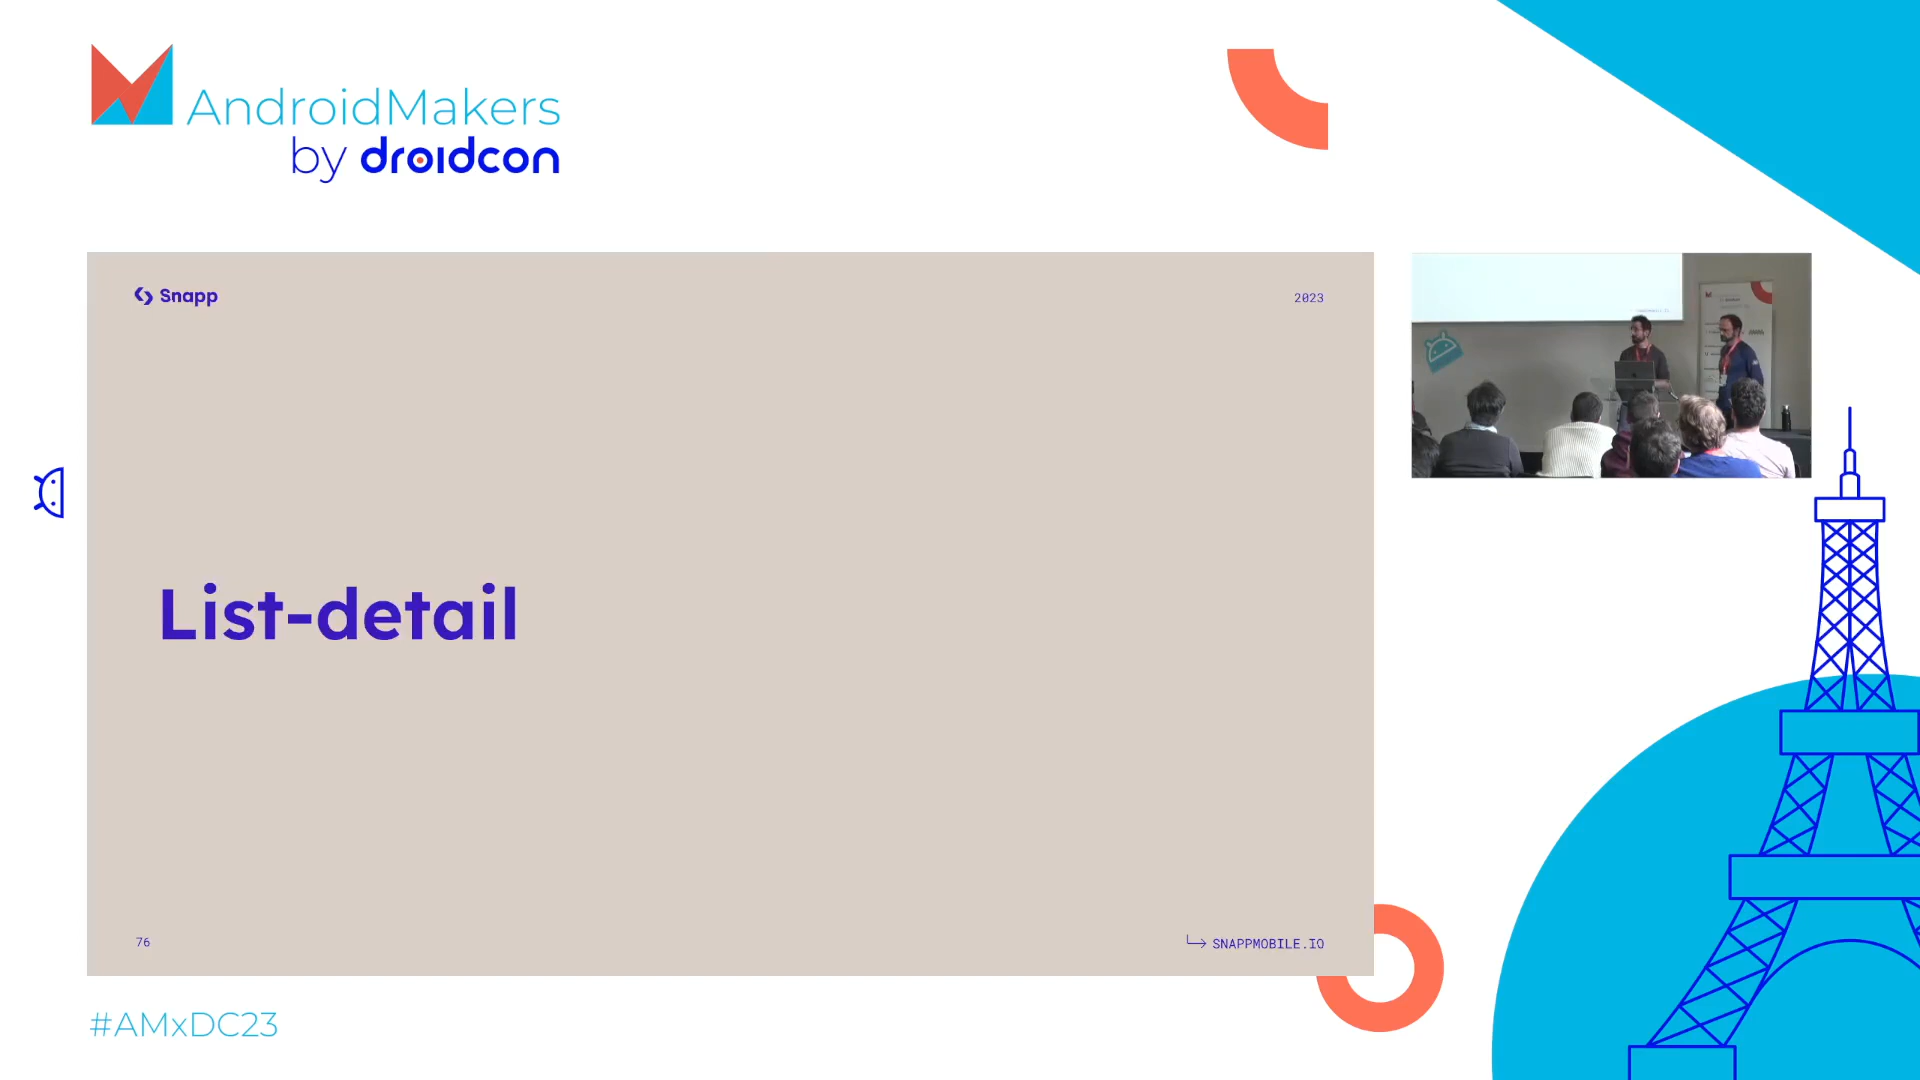 AndroidMakers
by droidcon
Snapp
2023
List-detail
76
SNAPPMOBILE.IO
#AMxDC23